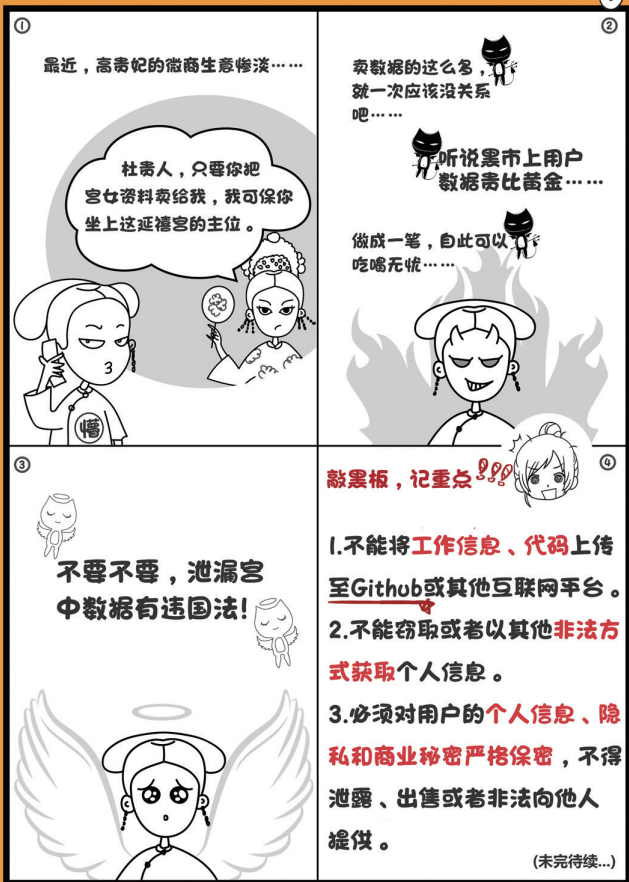 ①
最近，高贵妃的微商生意惨淡……
杜贵人，只要你把
宫女资料卖给我，我可保你
坐上这延禧宫的主位。
懵
②
卖数据的这么多，
就一次应该没关系
吧……
听说黑市上用户
数据贵比黄金……
做成一笔，自此可以
吃喝无忧……
③
不要不要，泄漏宫
中数据有违国法!
④
敲黑板，记重点!!!
1.不能将工作信息、代码上传
至Github或其他互联网平台。
2.不能窃取或者以其他非法方
式获取个人信息。
3.必须对用户的个人信息、隐
私和商业秘密严格保密，不得
泄露、出售或者非法向他人
提供。
(未完待续...)